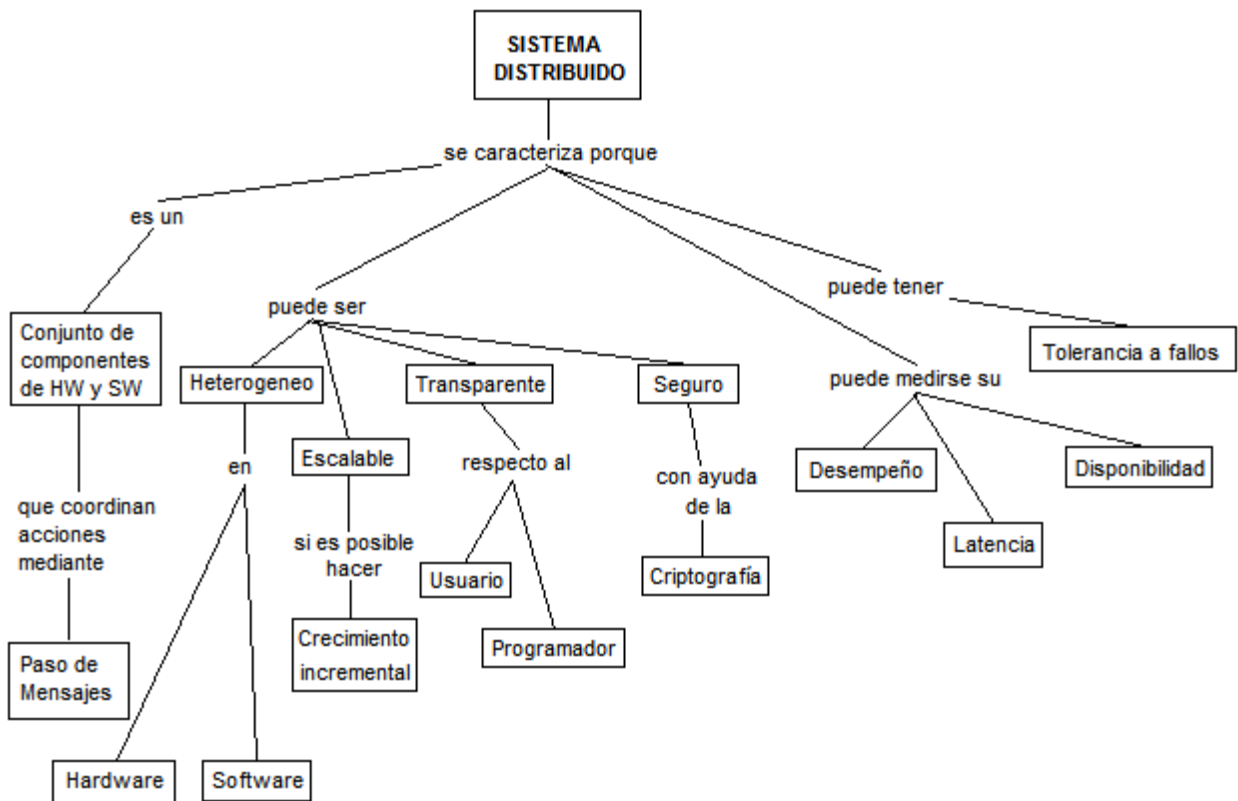 SISTEMA
DISTRIBUIDO
se caracteriza porque
es un
Conjunto de
componentes
de HW y SW
que coordinan
acciones
mediante
Paso de
Mensajes
puede ser
Heterogeneo
en
Hardware
Software
Escalable
si es posible
hacer
Crecimiento
incremental
Transparente
respecto al
Usuario
Programador
Seguro
con ayuda
de la
Criptografía
puede medirse su
Desempeño
Latencia
Disponibilidad
puede tener
Tolerancia a fallos